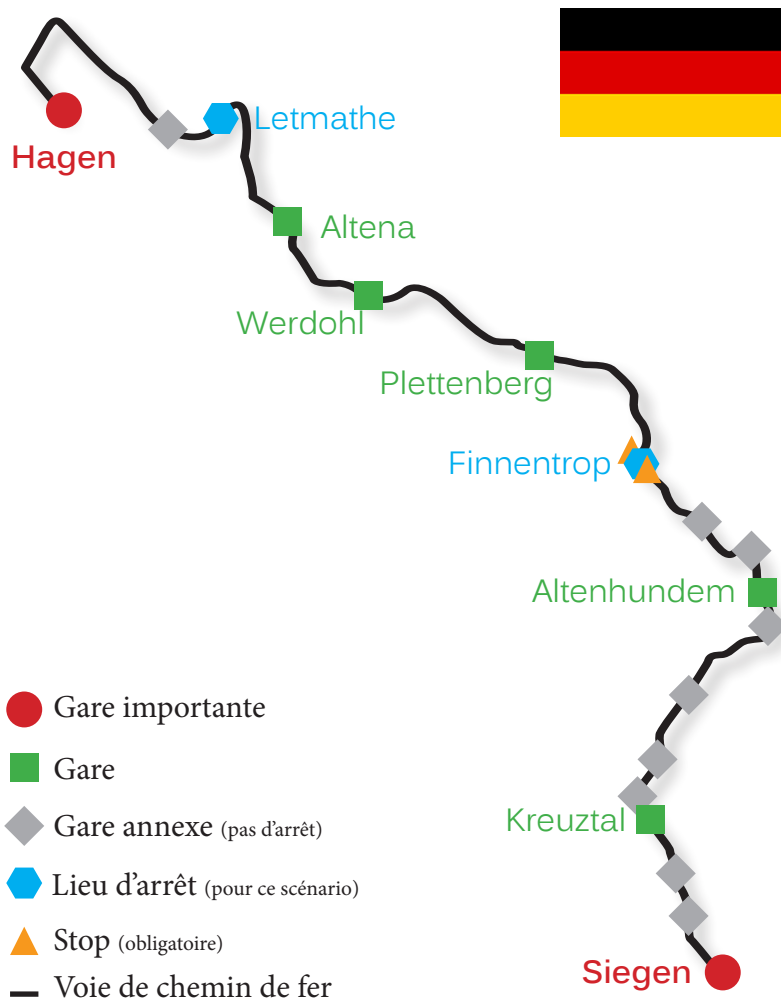 Hagen
Letmathe
Altena
Werdohl
Plettenberg
Finnentrop
Altenhundem
Kreuztal
Siegen
Gare importante
Gare
Gare annexe (pas d'arrêt)
Lieu d'arrêt (pour ce scénario)
Stop (obligatoire)
Voie de chemin de fer